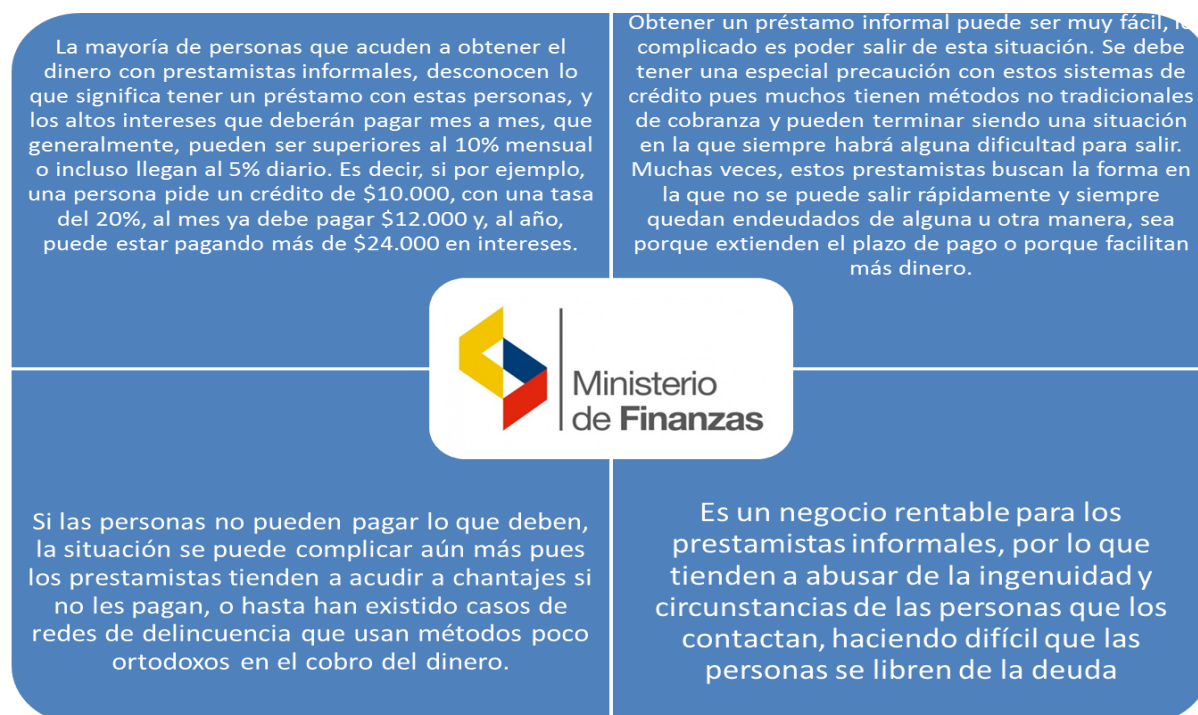 La mayoría de personas que acuden a obtener el
dinero con prestamistas informales, desconocen lo
que significa tener un préstamo con estas personas, y
los altos intereses que deberán pagar mes a mes, que
generalmente, pueden ser superiores al 10% mensual
o incluso llegan al 5% diario. Es decir, si por ejemplo,
una persona pide un crédito de $10.000, con una tasa
del 20%, al mes ya debe pagar $12.000 y, al año,
puede estar pagando más de $24.000 en intereses.
Obtener un préstamo informal puede ser muy fácil, lo
complicado es poder salir de esta situación. Se debe
tener una especial precaución con estos sistemas de
crédito pues muchos tienen métodos no tradicionales
de cobranza y pueden terminar siendo una situación
en la que siempre habrá alguna dificultad para salir.
Muchas veces, estos prestamistas buscan la forma en
la que no se puede salir rápidamente y siempre
quedan endeudados de alguna u otra manera, sea
porque extienden el plazo de pago o porque facilitan
más dinero.
Ministerio
de Finanzas
Si las personas no pueden pagar lo que deben,
la situación se puede complicar aún más pues
los prestamistas tienden a acudir a chantajes si
no les pagan, o hasta han existido casos de
redes de delincuencia que usan métodos poco
ortodoxos en el cobro del dinero.
Es un negocio rentable para los
prestamistas informales, por lo que
tienden a abusar de la ingenuidad y
circunstancias de las personas que los
contactan, haciendo difícil que las
personas se libren de la deuda